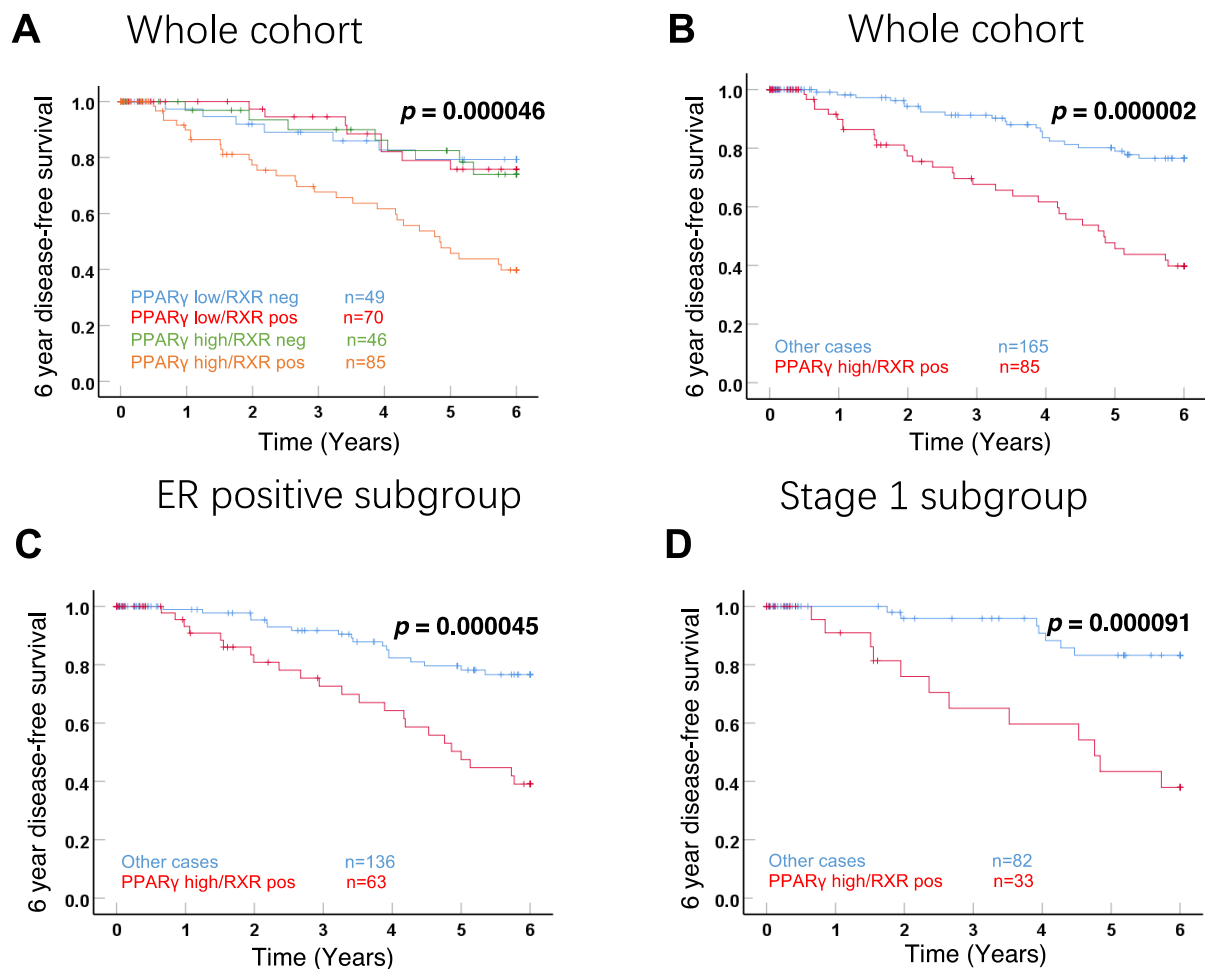 A Whole cohort
6 year disease-free survival
1.0
0.8
0.6
0.4
0.2
0.0
p = 0.000046
PPARγ low/RXR neg n=49
PPARγ low/RXR pos n=70
PPARγ high/RXR neg n=46
PPARγ high/RXR pos n=85
0 1 2 3 4 5 6
Time (Years)
B Whole cohort
6 year disease-free survival
1.0
0.8
0.6
0.4
0.2
0.0
p = 0.000002
Other cases n=165
PPARγ high/RXR pos n=85
0 1 2 3 4 5 6
Time (Years)
ER positive subgroup
C
6 year disease-free survival
1.0
0.8
0.6
0.4
0.2
0.0
p = 0.000045
Other cases n=136
PPARγ high/RXR pos n=63
0 1 2 3 4 5 6
Time (Years)
Stage 1 subgroup
D
6 year disease-free survival
1.0
0.8
0.6
0.4
0.2
0.0
p = 0.000091
Other cases n=82
PPARγ high/RXR pos n=33
0 1 2 3 4 5 6
Time (Years)